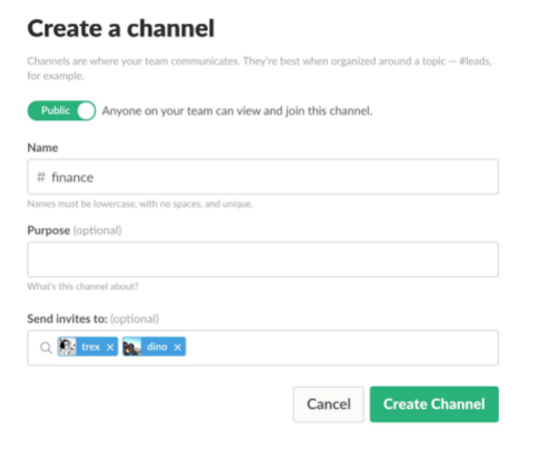 Create a channel
Channels are where your team communicates. They're best when organized around a topic — #leads,
for example.
Public Anyone on your team can view and join this channel.
Name
# finance
Names must be lowercase, with no spaces, and unique.
Purpose (optional)
What's this channel about?
Send invites to: (optional)
trex × dino ×
Cancel Create Channel